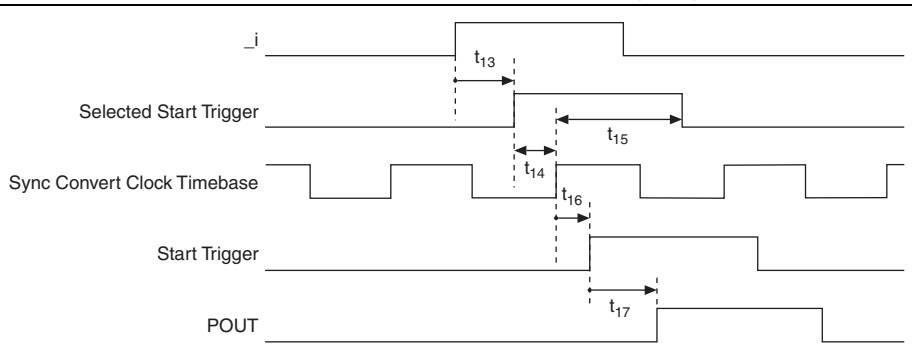 _i
t13
Selected Start Trigger
t15
t14
Sync Convert Clock Timebase
t16
Start Trigger
t17
POUT